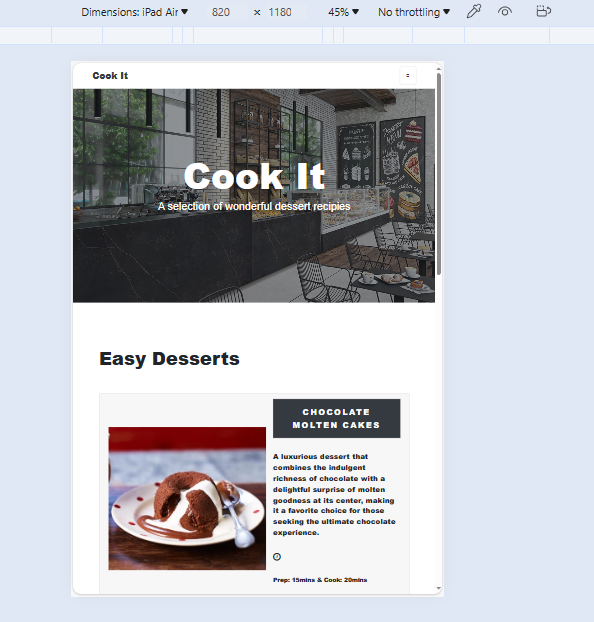 Dimensions: iPad Air ▼ 820 × 1180 45% ▼ No throttling ▼
Cook It
Cook It
A selection of wonderful dessert recipies
Easy Desserts
CHOCOLATE
MOLTEN CAKES
A luxurious dessert that
combines the indulgent
richness of chocolate with a
delightful surprise of molten
goodness at its center, making
it a favorite choice for those
seeking the ultimate chocolate
experience.
Prep: 15mins & Cook: 20mins